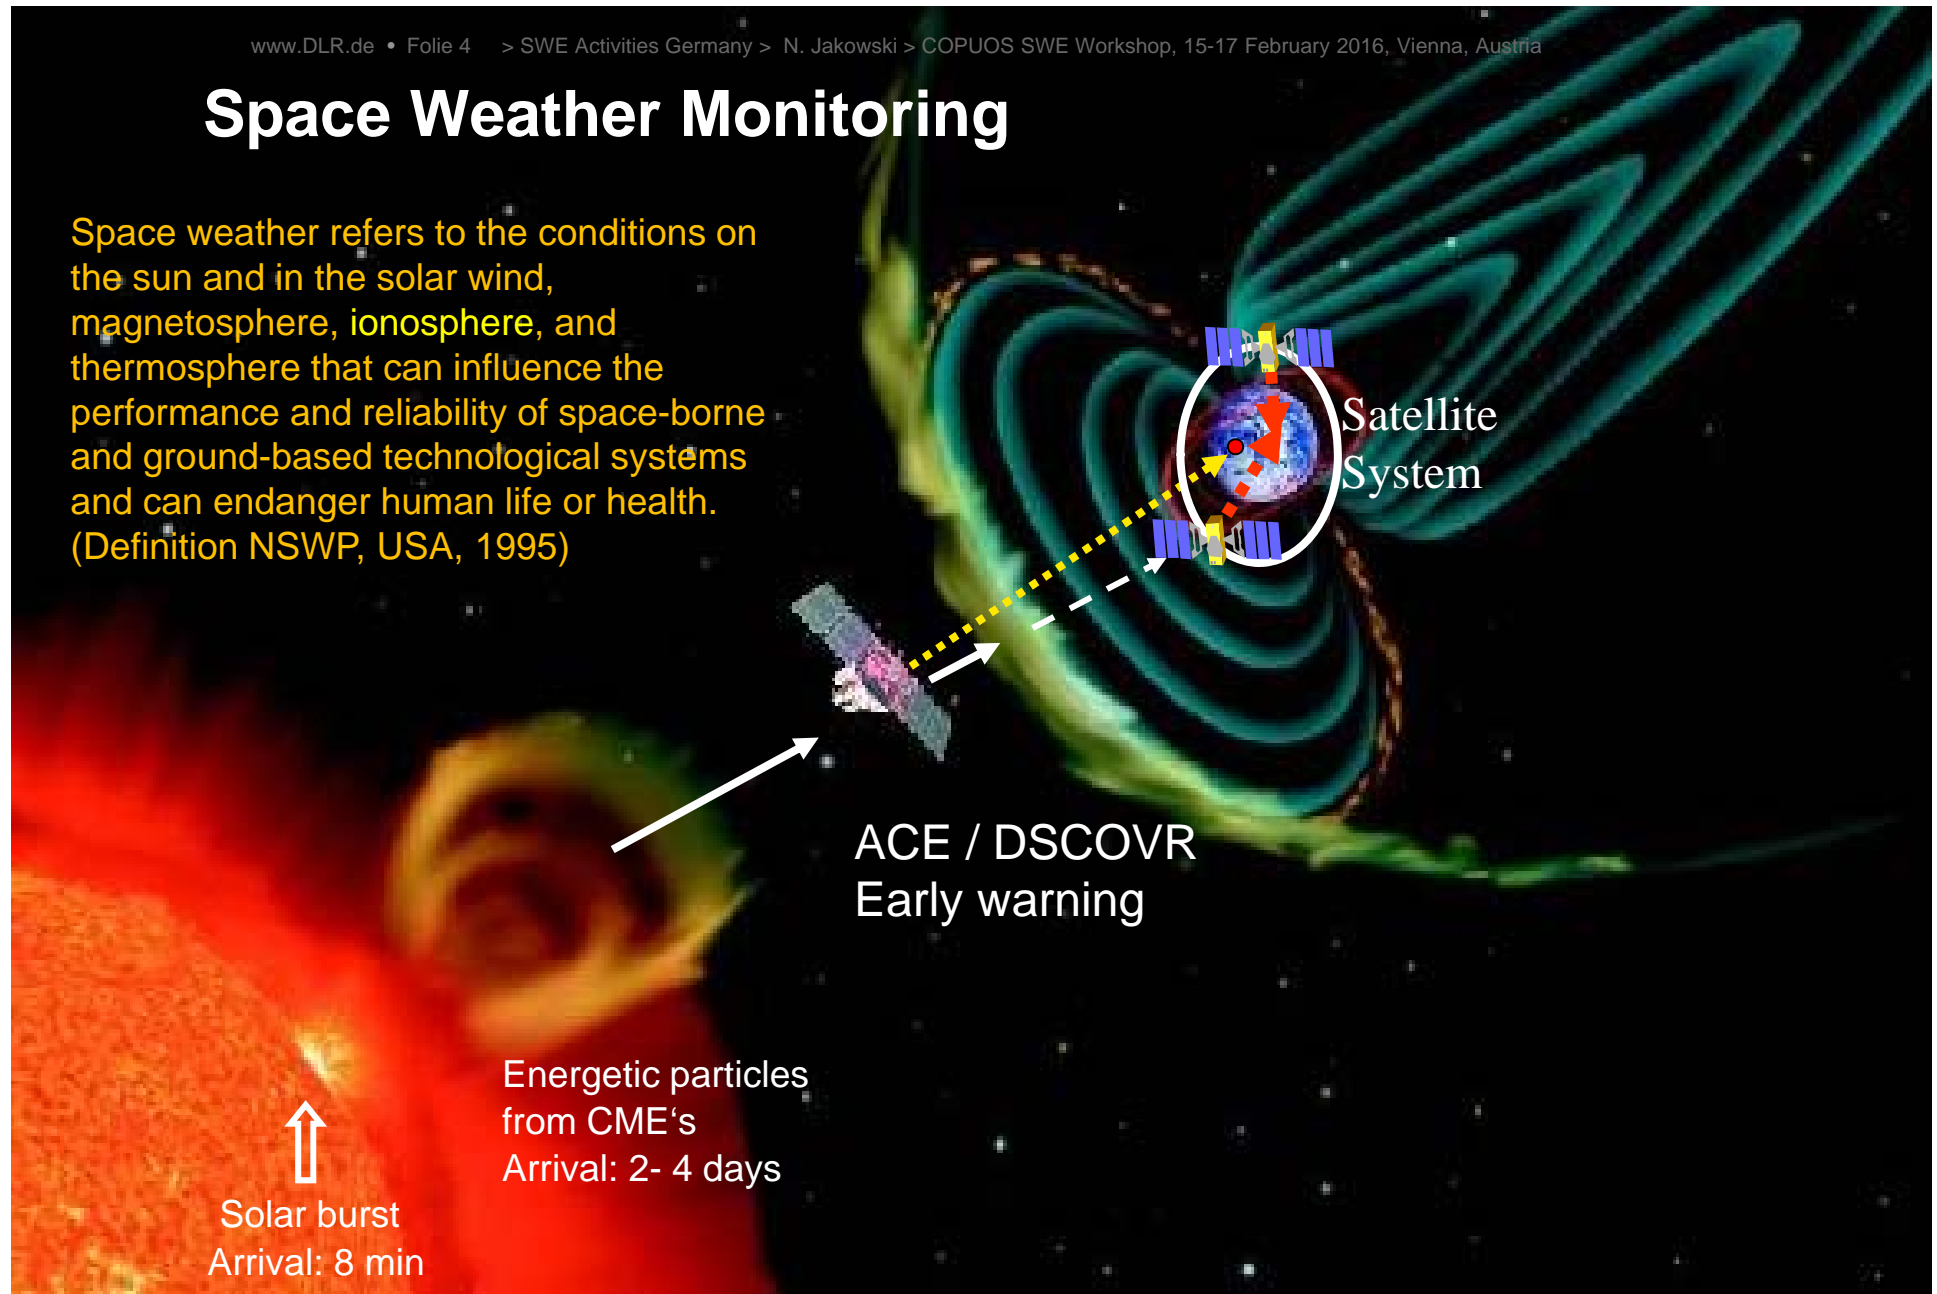 www.DLR.de • Folie 4 > SWE Activities Germany > N. Jakowski > COPUOS SWE Workshop, 15-17 February 2016, Vienna, Austria
Space Weather Monitoring
Space weather refers to the conditions on
the sun and in the solar wind,
magnetosphere, ionosphere, and
thermosphere that can influence the
performance and reliability of space-borne
and ground-based technological systems
and can endanger human life or health.
(Definition NSWP, USA, 1995)
Satellite
System
ACE / DSCOVR
Early warning
Energetic particles
from CME‘s
Arrival: 2- 4 days
Solar burst
Arrival: 8 min